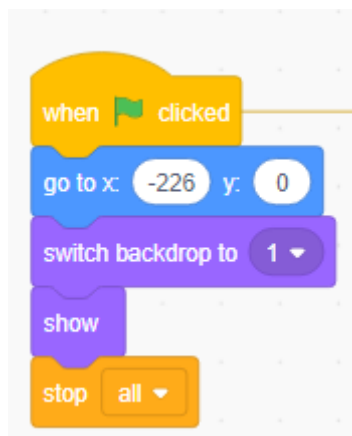 when clicked
go to x: -226 y: 0
switch backdrop to 1
show
stop all